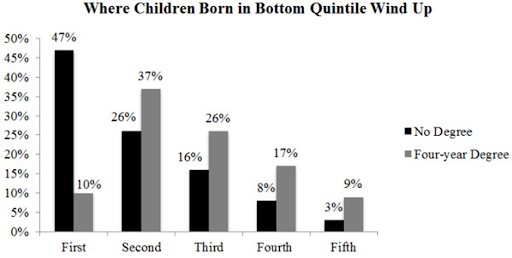 Where Children Born in Bottom Quintile Wind Up
50%
45%
40%
35%
30%
25%
20%
15%
10%
5%
0%
47%
10%
26%
37%
16%
26%
8%
17%
3%
9%
First
Second
Third
Fourth
Fifth
No Degree
Four-year Degree